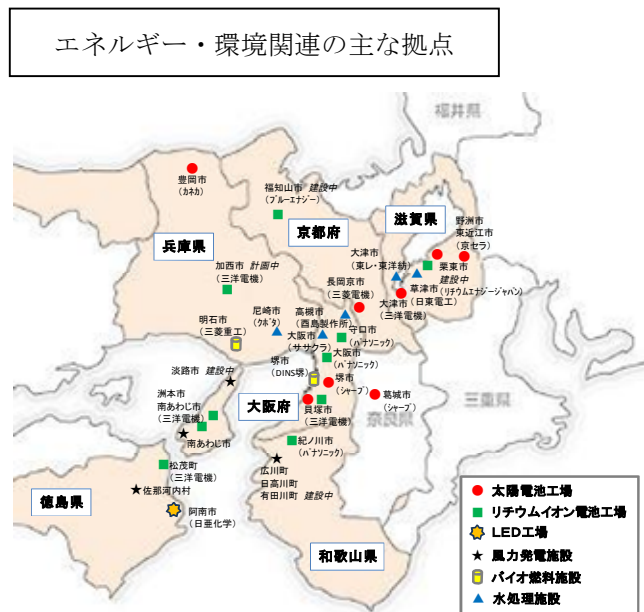 エネルギー・環境関連の主な拠点
福井県
豊岡市
(カネカ)
福知山市 建設中
(ブルーエナジー)
京都府
滋賀県
野洲市
東近江市
(京セラ)
兵庫県
大津市
(東レ・東洋紡)
栗東市
建設中
(リチウムエナジージャパン)
草津市
(日東電工)
加西市 計画中
(三洋電機)
長岡京市
(三菱電機)
大津市
(三洋電機)
明石市
(三菱重工)
尼崎市
(クボタ)
高槻市
(酉島製作所)
大阪市
(ササクラ)
守口市
(パナソニック)
大阪市
(パナソニック)
堺市
(DINS堺)
堺市
(シャープ)
葛城市
(シャープ)
淡路市 建設中
洲本市
南あわじ市
(三洋電機)
南あわじ市
大阪府
貝塚市
(三洋電機)
奈良県
三重県
紀ノ川市
(パナソニック)
広川町
日高川町
有田川町 建設中
松茂町
(三洋電機)
佐那河内村
徳島県
阿南市
(日亜化学)
和歌山県
太陽電池工場
リチウムイオン電池工場
LED工場
風力発電施設
バイオ燃料施設
水処理施設